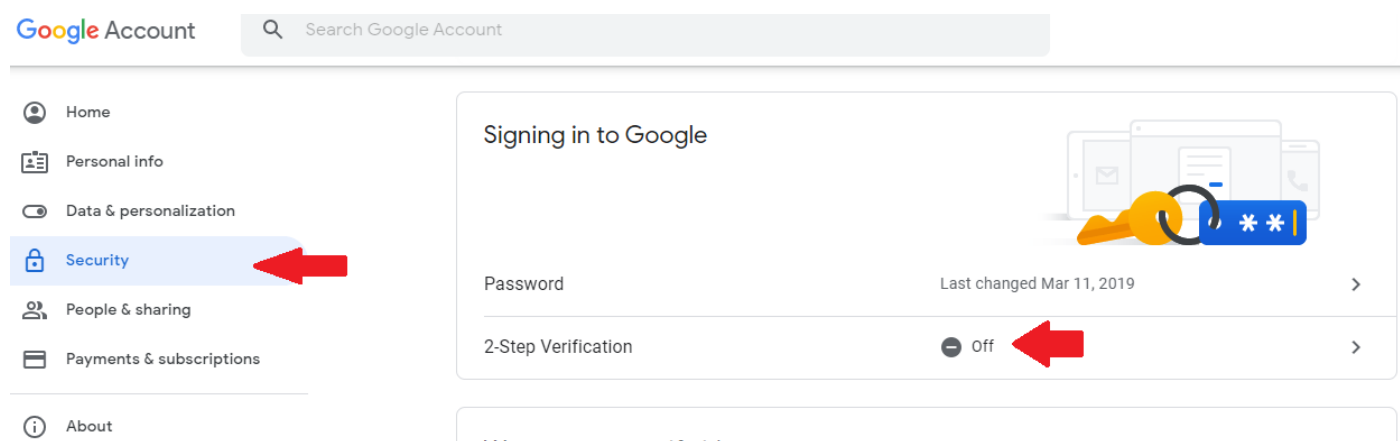 Google Account
Search Google Account
Home
Personal info
Data & personalization
Security
People & sharing
Payments & subscriptions
About
Signing in to Google
**
Password Last changed Mar 11, 2019
2-Step Verification Off